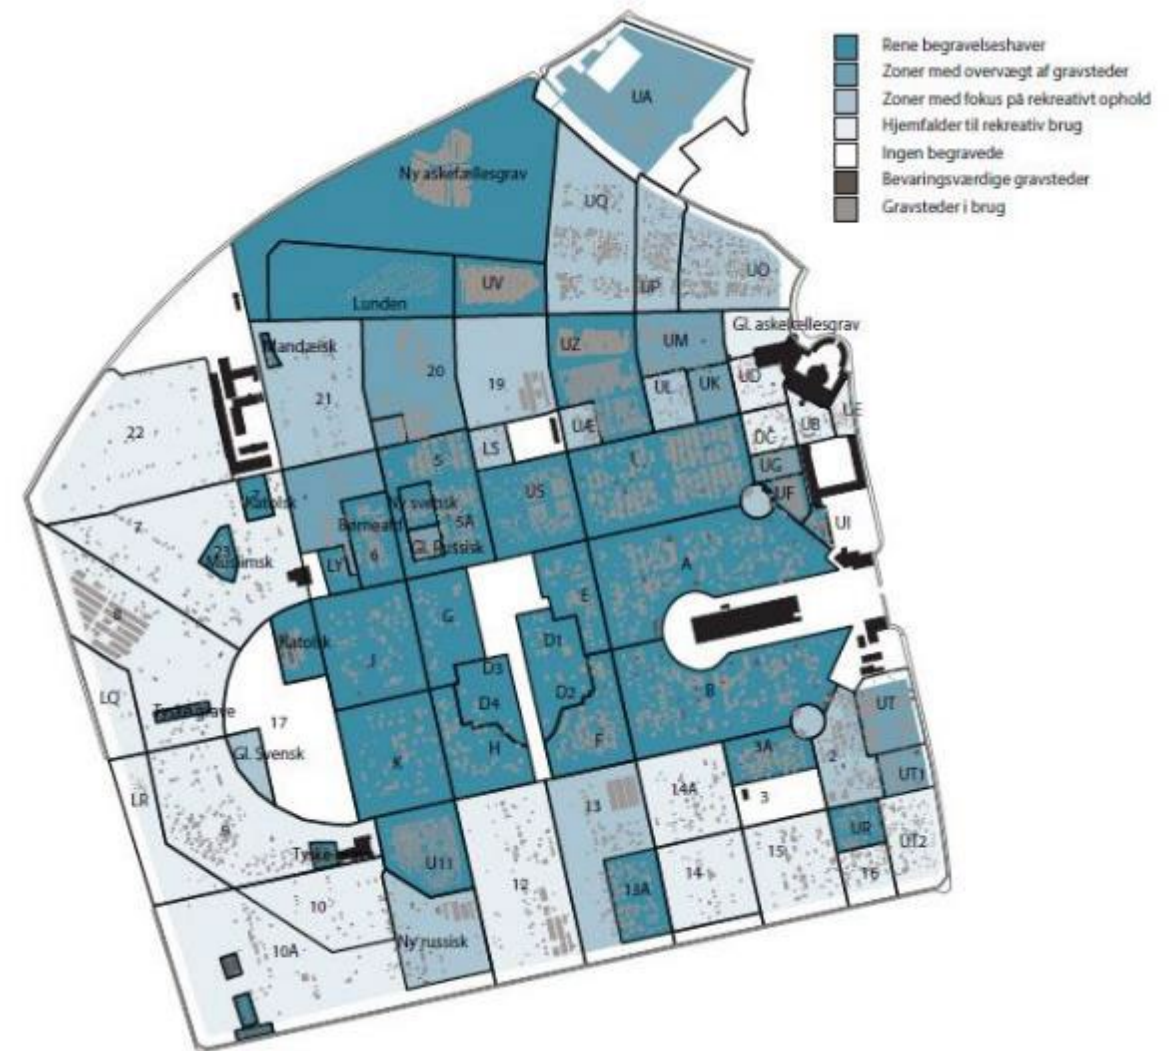 Rene begravelseshaver
Zoner med overvægt af gravsteder
Zoner med fokus på rekreativt ophold
Hjemfalder til rekreativ brug
Ingen begravede
Bevaringsværdige gravsteder
Gravsteder i brug
UA
Ny askefællesgrav
UQ
UV
UP
UO
Lunden
Gl. askefællesgrav
Mandæisk
UZ
UM
20
19
21
UL
UK
UD
UE
22
UÆ
UB
LS
5
UG
US
Katolsk
Ny svensk
UF
7
5A
UI
6
Gl. Russisk
23
Muslimsk
LY
A
E
8
G
Katolsk
D1
J
D3
D2
B
LQ
D4
UT
17
F
H
Gl. Svensk
3A
2
K
UT1
14A
3
LR
13
9
UR
UT2
Tyske
U11
15
14
16
12
13A
10
Ny russisk
10A